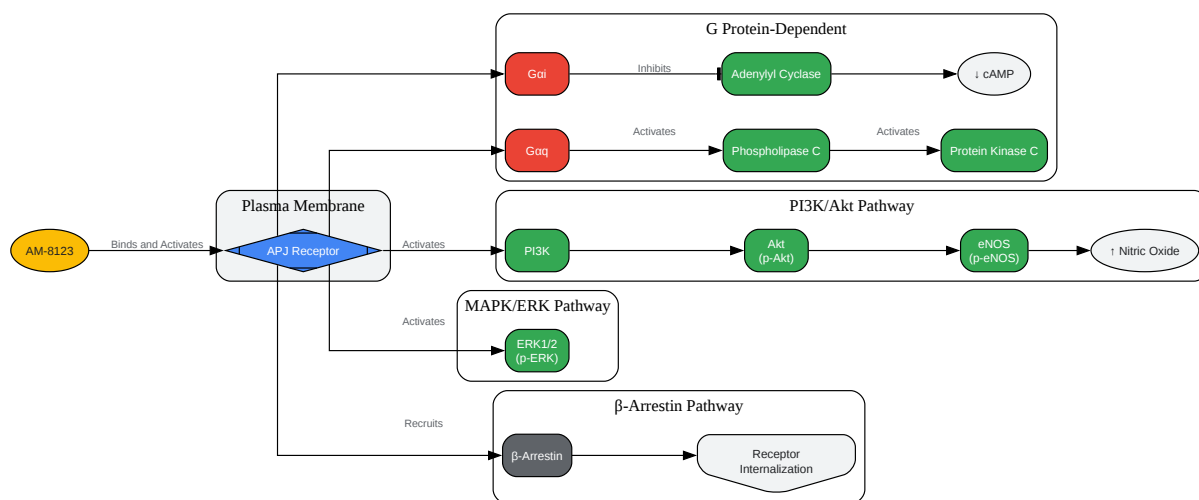 G Protein-Dependent
Gαi
Inhibits
Adenylyl Cyclase
↓ cAMP
Gαq
Activates
Phospholipase C
Activates
Protein Kinase C
Plasma Membrane
AM-8123
Binds and Activates
APJ Receptor
Activates
PI3K/Akt Pathway
PI3K
Akt
(p-Akt)
eNOS
(p-eNOS)
↑ Nitric Oxide
MAPK/ERK Pathway
Activates
ERK1/2
(p-ERK)
β-Arrestin Pathway
Recruits
β-Arrestin
Receptor
Internalization